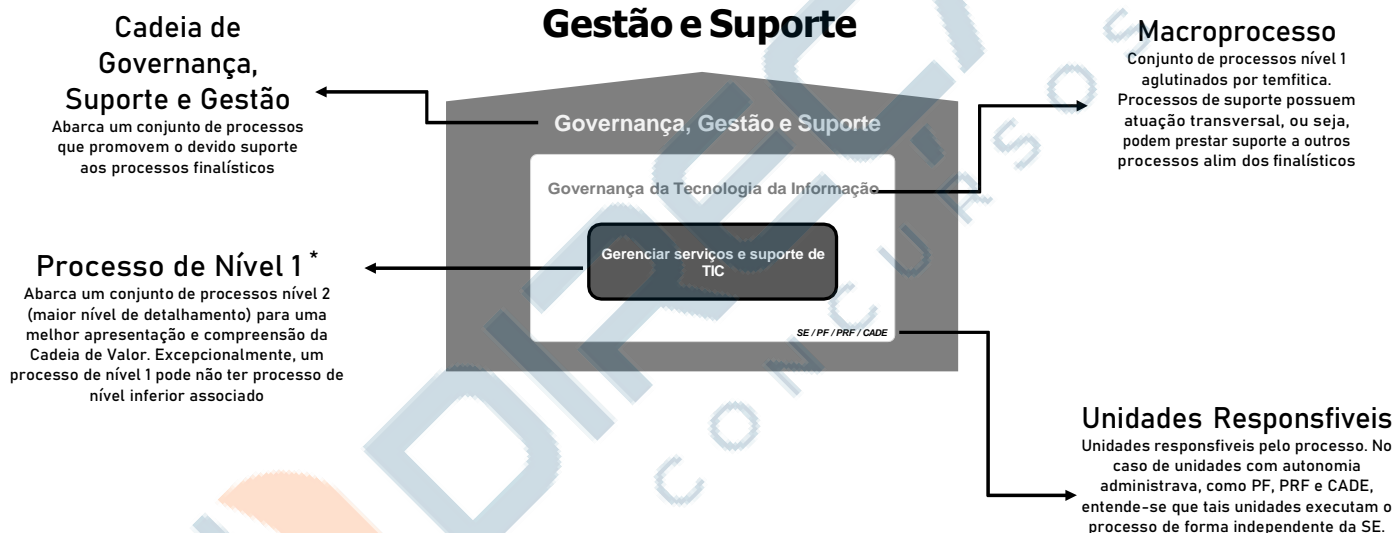 Gestão e Suporte
Cadeia de
Governança,
Suporte e Gestão
Abarca um conjunto de processos
que promovem o devido suporte
aos processos finalísticos
Macroprocesso
Conjunto de processos nível 1
aglutinados por temfitica.
Processos de suporte possuem
atuação transversal, ou seja,
podem prestar suporte a outros
processos alim dos finalísticos
Governança, Gestão e Suporte
Governança da Tecnologia da Informação
Gerenciar serviços e suporte de
TIC
SE / PF / PRF / CADE
Processo de Nível 1 *
Abarca um conjunto de processos nível 2
(maior nível de detalhamento) para uma
melhor apresentação e compreensão da
Cadeia de Valor. Excepcionalmente, um
processo de nível 1 pode não ter processo de
nível inferior associado
Unidades Responsfiveis
Unidades responsfiveis pelo processo. No
caso de unidades com autonomia
administrava, como PF, PRF e CADE,
entende-se que tais unidades executam o
processo de forma independente da SE.
DIREÇÃO
CONCURSOS